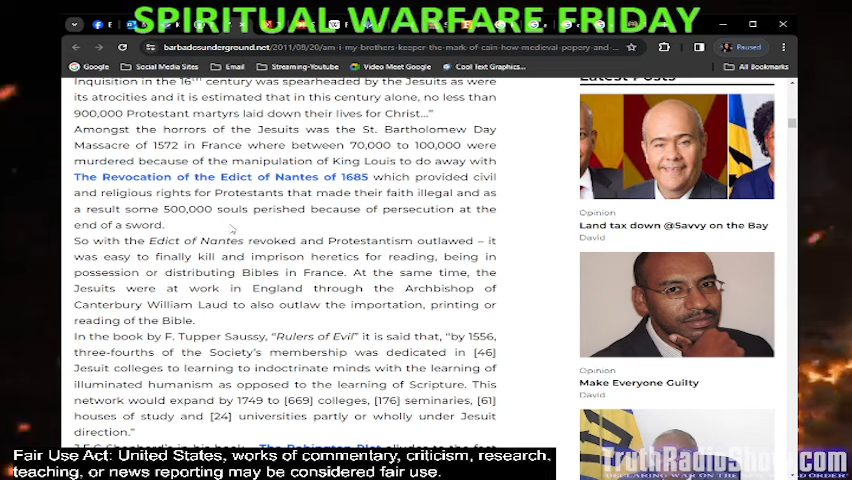 SPIRITUAL WARFARE FRIDAY
barbadosunderground.net/2011/08/20/am-i-my-brothers-keeper-the-mark-of-cain-how-medieval-popery-and-...
Paused
Google
Social Media Sites
Email
Streaming-Youtube
Video Meet Google
Cool Text Graphics...
All Bookmarks
Inquisition in the 16th century was spearheaded by the Jesuits as were
its atrocities and it is estimated that in this century alone, no less than
900,000 Protestant martyrs laid down their lives for Christ..."
Amongst the horrors of the Jesuits was the St. Bartholomew Day
Massacre of 1572 in France where between 70,000 to 100,000 were
murdered because of the manipulation of King Louis to do away with
The Revocation of the Edict of Nantes of 1685 which provided civil
and religious rights for Protestants that made their faith illegal and as
a result some 500,000 souls perished because of persecution at the
end of a sword.
So with the Edict of Nantes revoked and Protestantism outlawed – it
was easy to finally kill and imprison heretics for reading, being in
possession or distributing Bibles in France. At the same time, the
Jesuits were at work in England through the Archbishop of
Canterbury William Laud to also outlaw the importation, printing or
reading of the Bible.
In the book by F. Tupper Saussy, "Rulers of Evil" it is said that, "by 1556,
three-fourths of the Society's membership was dedicated in [46]
Jesuit colleges to learning to indoctrinate minds with the learning of
illuminated humanism as opposed to the learning of Scripture. This
network would expand by 1749 to [669] colleges, [176] seminaries, [61]
houses of study and [24] universities partly or wholly under Jesuit
direction."
Latest Posts
Opinion
Land tax down @Savvy on the Bay
David
Opinion
Make Everyone Guilty
David
Fair Use Act: United States, works of commentary, criticism, research,
teaching, or news reporting may be considered fair use.
TruthRadioShow.com
DECLARING WAR ON THE NEW WORLD ORDER